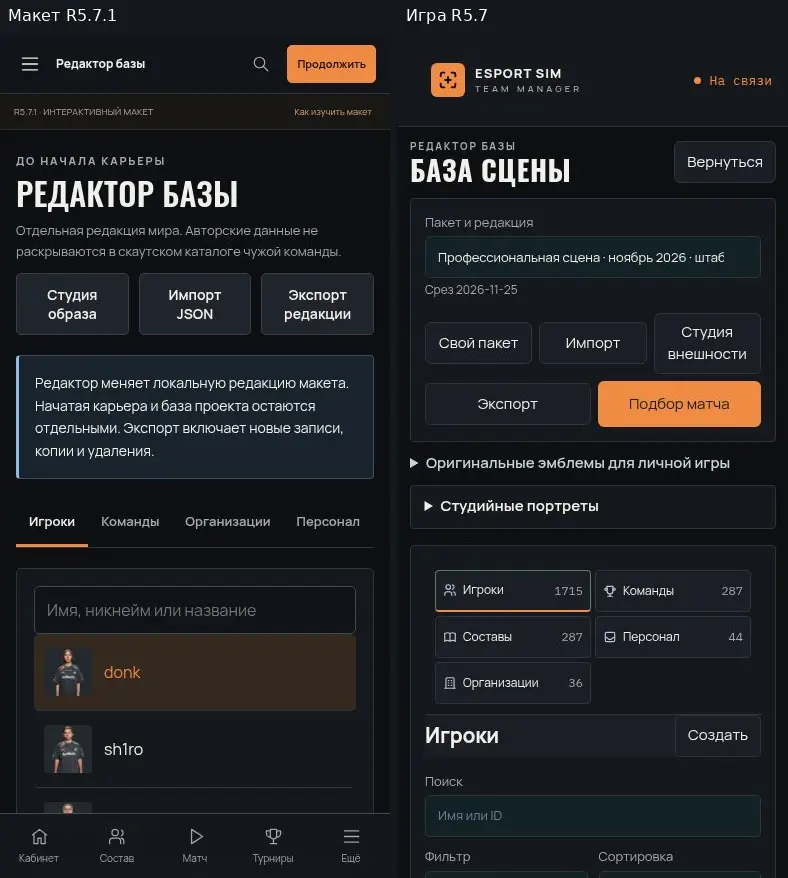 Макет R5.7.1
Редактор базы
Продолжить
R5.7.1 · ИНТЕРАКТИВНЫЙ МАКЕТ
Как изучить макет
ДО НАЧАЛА КАРЬЕРЫ
РЕДАКТОР БАЗЫ
Отдельная редакция мира. Авторские данные не
раскрываются в скаутском каталоге чужой команды.
Студия
образа
Импорт
JSON
Экспорт
редакции
Редактор меняет локальную редакцию макета.
Начатая карьера и база проекта остаются
отдельными. Экспорт включает новые записи,
копии и удаления.
Игроки
Команды
Организации
Персонал
Имя, никнейм или название
donk
sh1ro
Кабинет
Состав
Матч
Турниры
Ещё
Игра R5.7
ESPORT SIM
TEAM MANAGER
На связи
РЕДАКТОР БАЗЫ
БАЗА СЦЕНЫ
Вернуться
Пакет и редакция
Профессиональная сцена · ноябрь 2026 · штаб
Срез 2026-11-25
Свой пакет
Импорт
Студия
внешности
Экспорт
Подбор матча
Оригинальные эмблемы для личной игры
Студийные портреты
Игроки 1715
Команды 287
Составы 287
Персонал 44
Организации 36
Игроки
Создать
Поиск
Имя или ID
Фильтр
Сортировка